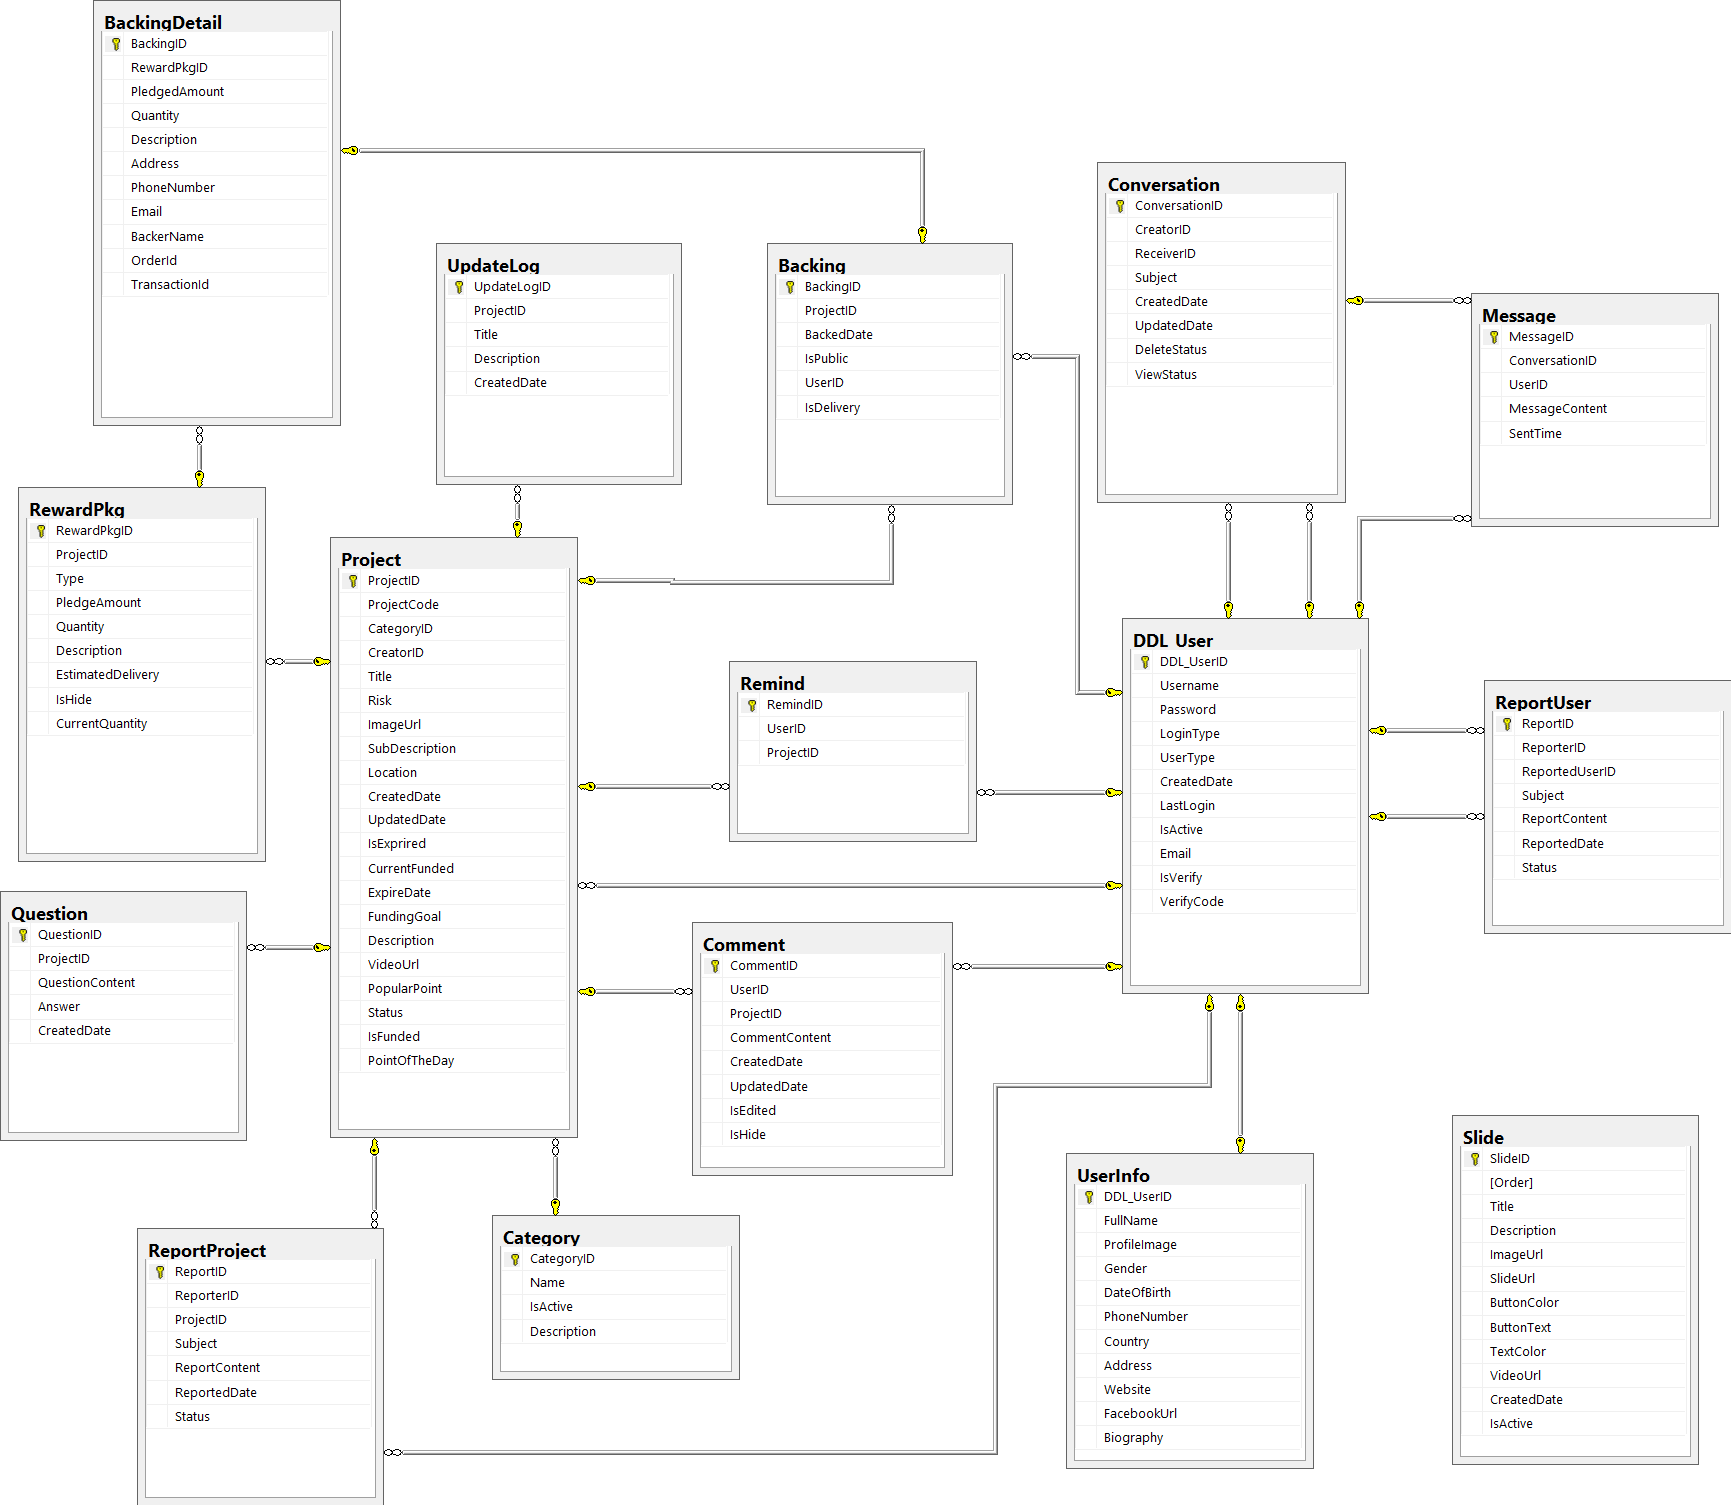 BackingDetail
BackingID
RewardPkgID
PledgedAmount
Quantity
Description
Address
PhoneNumber
Email
BackerName
OrderId
TransactionId
UpdateLog
UpdateLogID
ProjectID
Title
Description
CreatedDate
Backing
BackingID
ProjectID
BackedDate
IsPublic
UserID
IsDelivery
Conversation
ConversationID
CreatorID
ReceiverID
Subject
CreatedDate
UpdatedDate
DeleteStatus
ViewStatus
Message
MessageID
ConversationID
UserID
MessageContent
SentTime
RewardPkg
RewardPkgID
ProjectID
Type
PledgeAmount
Quantity
Description
EstimatedDelivery
IsHide
CurrentQuantity
Project
ProjectID
ProjectCode
CategoryID
CreatorID
Title
Risk
ImageUrl
SubDescription
Location
CreatedDate
UpdatedDate
IsExprired
CurrentFunded
ExpireDate
FundingGoal
Description
VideoUrl
PopularPoint
Status
IsFunded
PointOfTheDay
Remind
RemindID
UserID
ProjectID
DDL_User
DDL_UserID
Username
Password
LoginType
UserType
CreatedDate
LastLogin
IsActive
Email
IsVerify
VerifyCode
ReportUser
ReportID
ReporterID
ReportedUserID
Subject
ReportContent
ReportedDate
Status
Question
QuestionID
ProjectID
QuestionContent
Answer
CreatedDate
Comment
CommentID
UserID
ProjectID
CommentContent
CreatedDate
UpdatedDate
IsEdited
IsHide
ReportProject
ReportID
ReporterID
ProjectID
Subject
ReportContent
ReportedDate
Status
Category
CategoryID
Name
IsActive
Description
UserInfo
DDL_UserID
FullName
ProfileImage
Gender
DateOfBirth
PhoneNumber
Country
Address
Website
FacebookUrl
Biography
Slide
SlideID
[Order]
Title
Description
ImageUrl
SlideUrl
ButtonColor
ButtonText
TextColor
VideoUrl
CreatedDate
IsActive